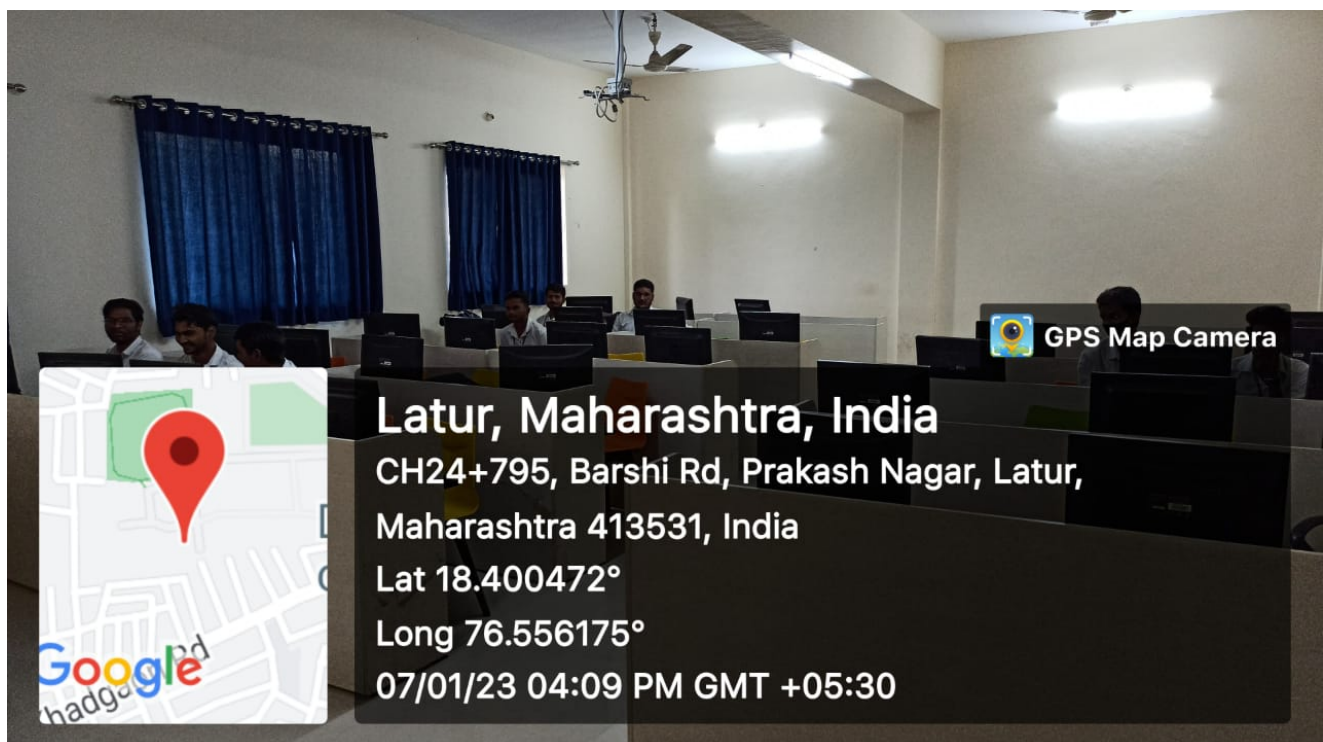 GPS Map Camera
Latur, Maharashtra, India
CH24+795, Barshi Rd, Prakash Nagar, Latur,
Maharashtra 413531, India
Lat 18.400472°
Long 76.556175°
07/01/23 04:09 PM GMT +05:30
Google